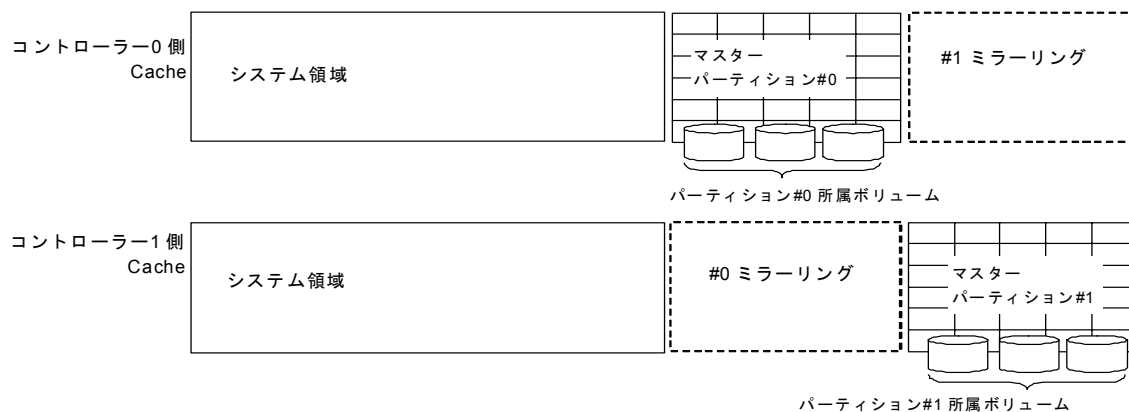 コントローラー0 側
Cache
システム領域
マスター
パーティション#0
#1 ミラーリング
パーティション#0 所属ボリューム
コントローラー1 側
Cache
システム領域
#0 ミラーリング
マスター
パーティション#1
パーティション#1 所属ボリューム